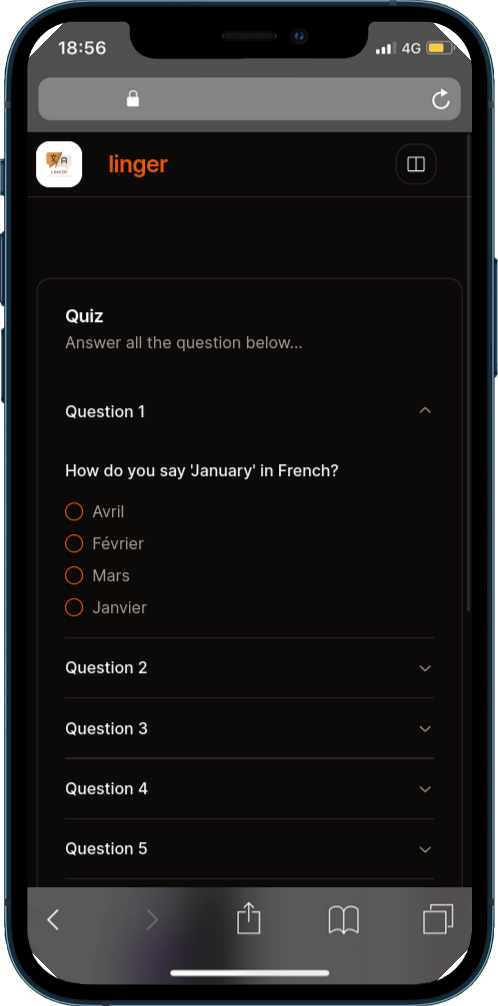 18:56
4G
linger
Quiz
Answer all the question below...
Question 1
How do you say 'January' in French?
Avril
Février
Mars
Janvier
Question 2
Question 3
Question 4
Question 5